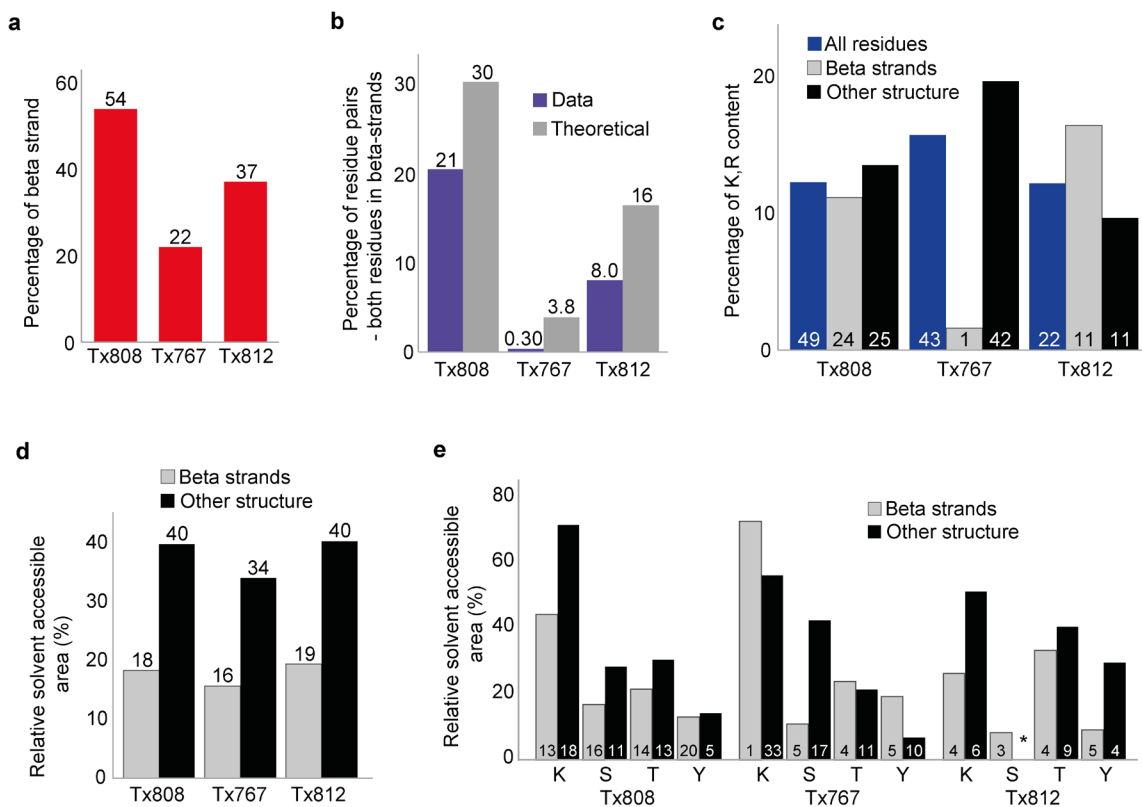 a
Percentage of beta strand
60
40
20
0
54
22
37
Tx808 Tx767 Tx812
b
Percentage of residue pairs
- both residues in beta-strands
30
20
10
0
Data
Theoretical
21
30
0.30
3.8
8.0
16
Tx808 Tx767 Tx812
c
Percentage of K,R content
20
10
0
All residues
Beta strands
Other structure
49 24 25 43 1 42 22 11 11
Tx808 Tx767 Tx812
d
Relative solvent accessible
area (%)
40
30
20
10
0
Beta strands
Other structure
18
40
16
34
19
40
Tx808 Tx767 Tx812
e
Relative solvent accessible
area (%)
80
60
40
20
0
Beta strands
Other structure
13 18 16 11 14 13 20 5 1 33 5 17 4 11 5 10 4 6 3 * 4 9 5 4
K S T Y K S T Y K S T Y
Tx808 Tx767 Tx812